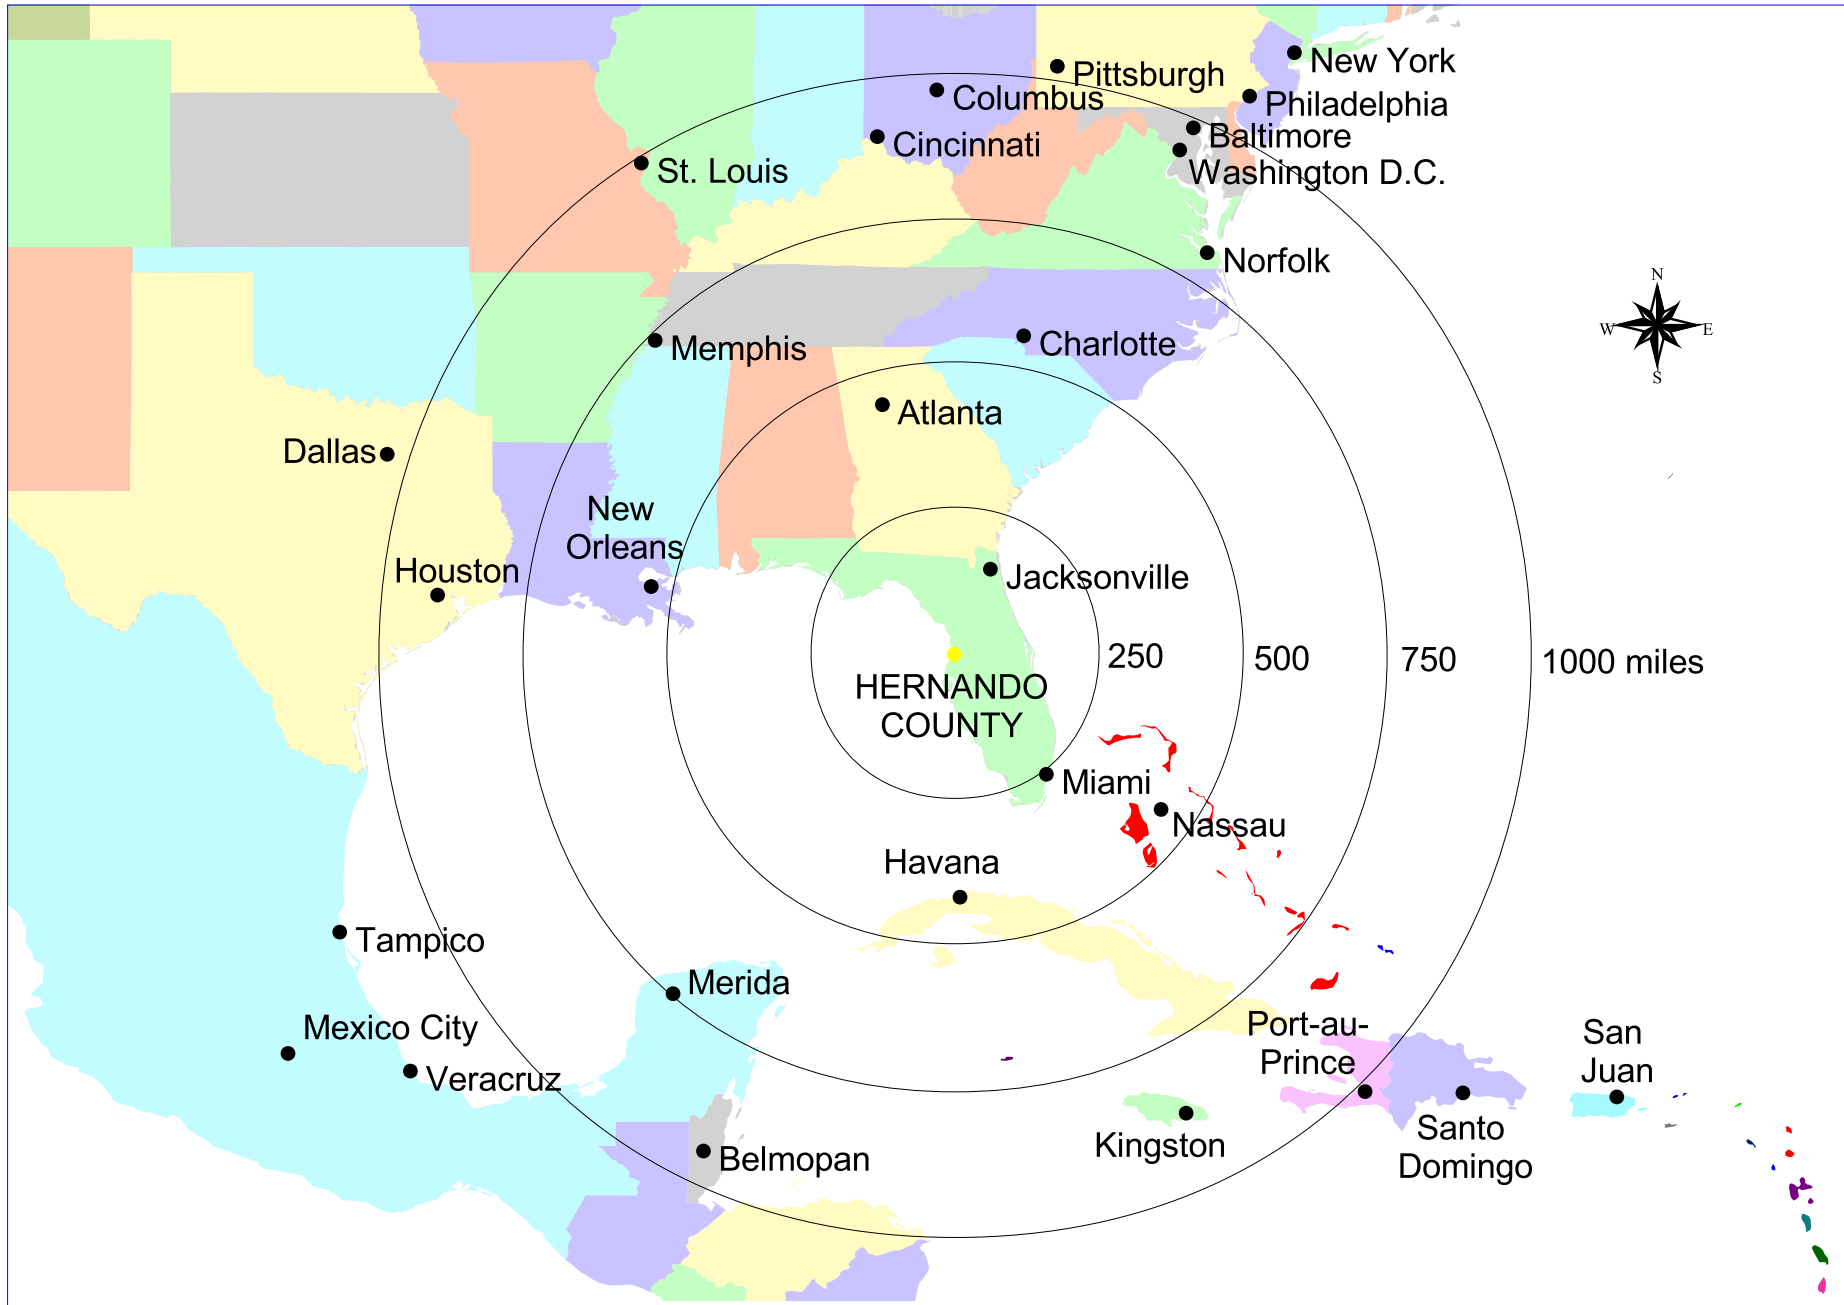 New York
Pittsburgh
Columbus
Philadelphia
Baltimore
Cincinnati
St. Louis
Washington D.C.
Norfolk
N
W
E
S
Memphis
Charlotte
Atlanta
Dallas
New
Orleans
Houston
Jacksonville
250
500
750
1000 miles
HERNANDO
COUNTY
Miami
Nassau
Havana
Tampico
Merida
Mexico City
Veracruz
Port-au-
Prince
San
Juan
Kingston
Santo
Domingo
Belmopan